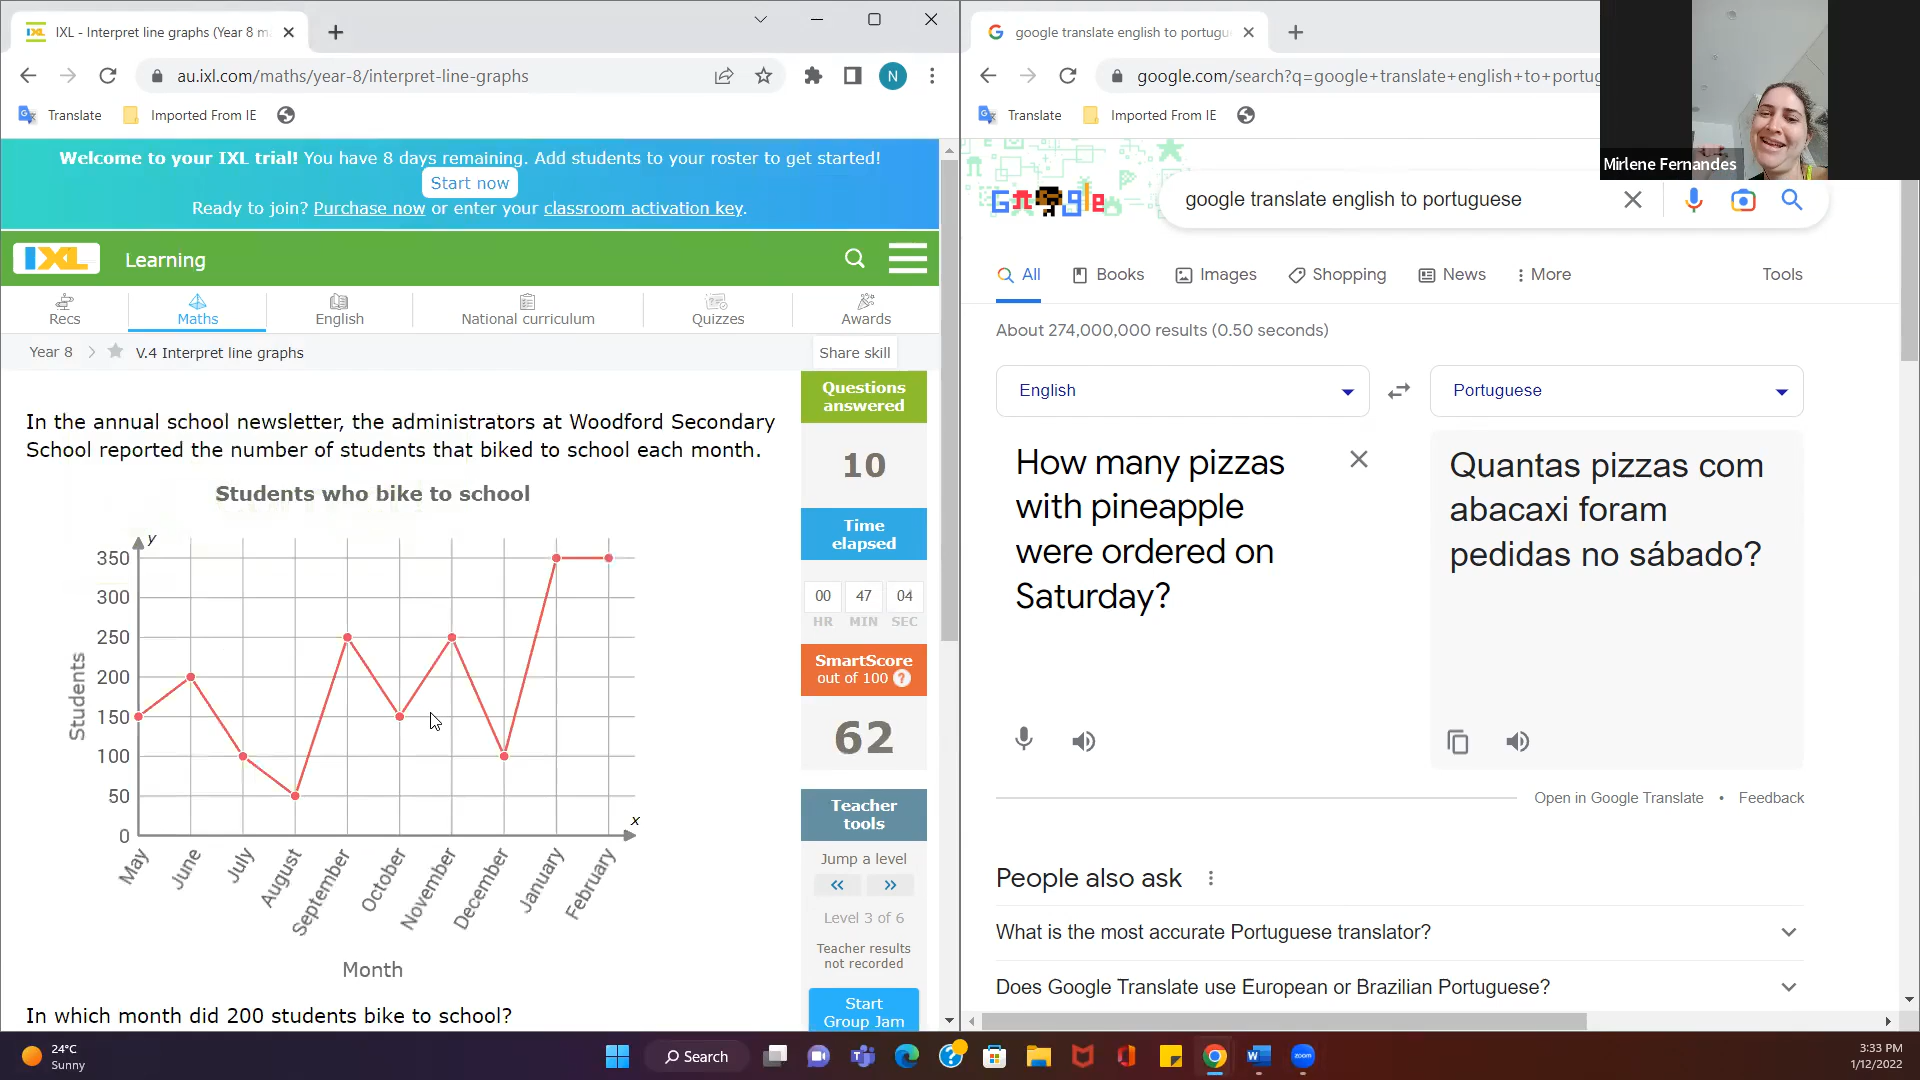 IXL - Interpret line graphs (Year 8 m
au.ixl.com/maths/year-8/interpret-line-graphs
N
Translate
Imported From IE
Welcome to your IXL trial! You have 8 days remaining. Add students to your roster to get started!
Start now
Ready to join? Purchase now or enter your classroom activation key.
IXL
Learning
Recs
Maths
English
National curriculum
Quizzes
Awards
Year 8
V.4 Interpret line graphs
Share skill
In the annual school newsletter, the administrators at Woodford Secondary
School reported the number of students that biked to school each month.
Students who bike to school
y
350
300
250
200
150
100
50
0
x
Students
May
June
July
August
September
October
November
December
January
February
Month
In which month did 200 students bike to school?
Questions
answered
10
Time
elapsed
00 47 04
HR MIN SEC
SmartScore
out of 100 ?
62
Teacher
tools
Jump a level
Level 3 of 6
Teacher results
not recorded
Start
Group Jam
google translate english to portugu
google.com/search?q=google+translate+english+to+portug
Translate
Imported From IE
Mirlene Fernandes
Google
google translate english to portuguese
All
Books
Images
Shopping
News
More
Tools
About 274,000,000 results (0.50 seconds)
English
Portuguese
How many pizzas
with pineapple
were ordered on
Saturday?
Quantas pizzas com
abacaxi foram
pedidas no sábado?
Open in Google Translate • Feedback
People also ask
What is the most accurate Portuguese translator?
Does Google Translate use European or Brazilian Portuguese?
24°C
Sunny
Search
zoom
3:33 PM
1/12/2022